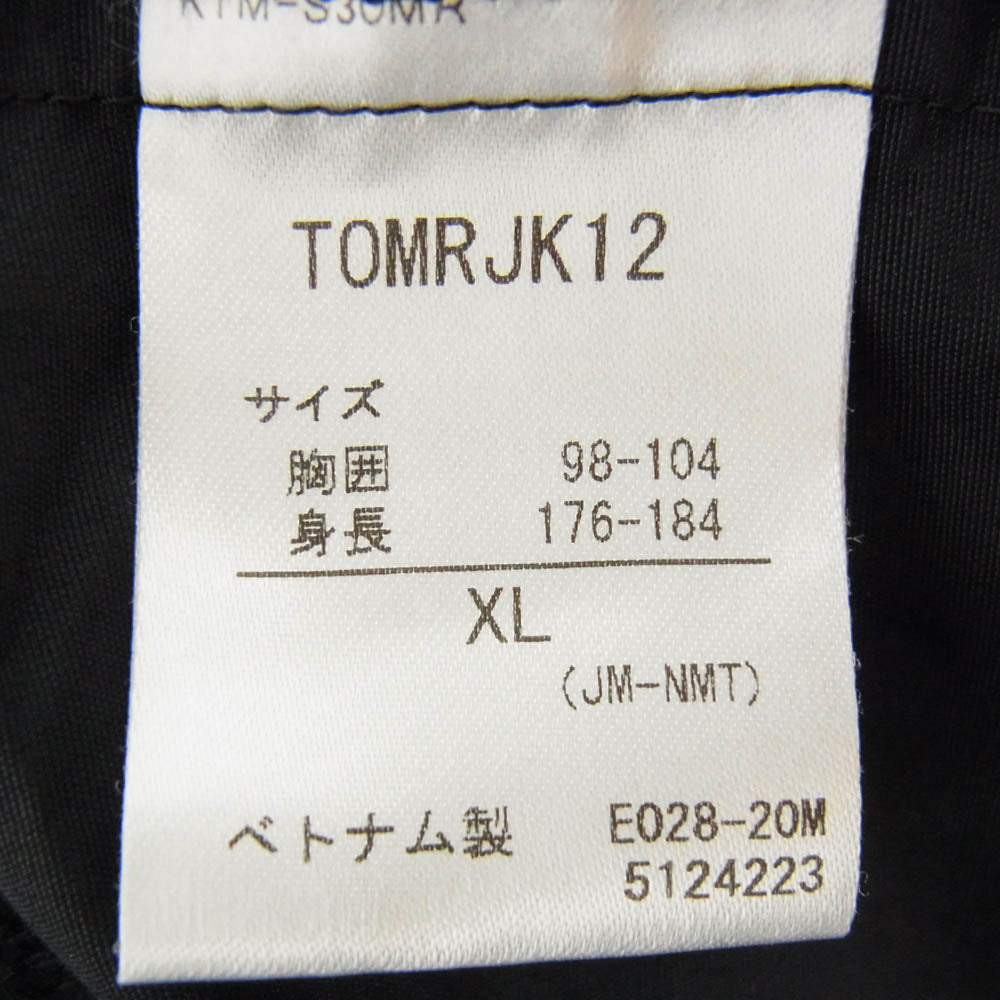 TOMRJK12
サイズ
胸囲 98-104
身長 176-184
XL
(JM-NMT)
ベトナム製 E028-20M
5124223